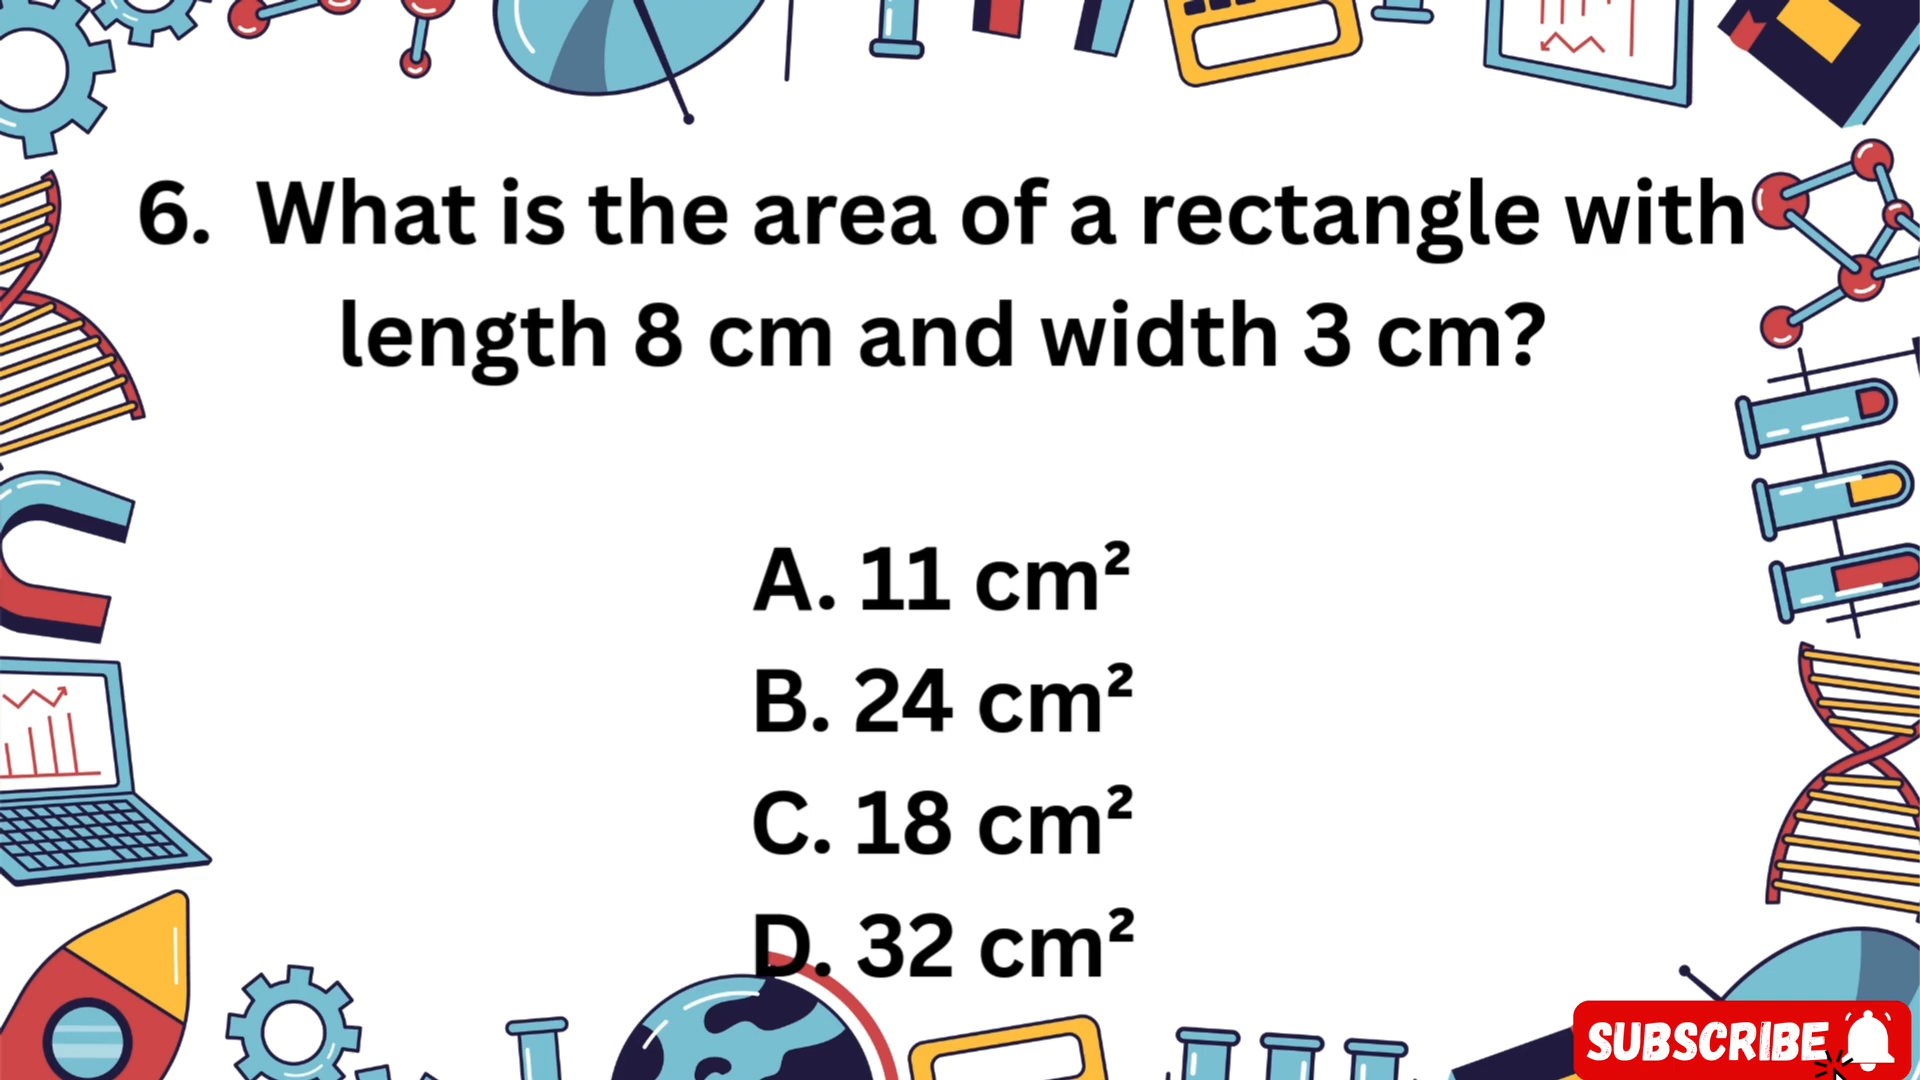 6. What is the area of a rectangle with
length 8 cm and width 3 cm?
A. 11 cm²
B. 24 cm²
C. 18 cm²
D. 32 cm²
SUBSCRIBE